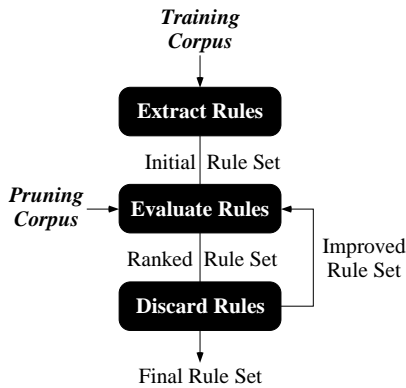 Training
Corpus
Extract Rules
Initial Rule Set
Pruning
Corpus
Evaluate Rules
Ranked Rule Set
Improved
Rule Set
Discard Rules
Final Rule Set